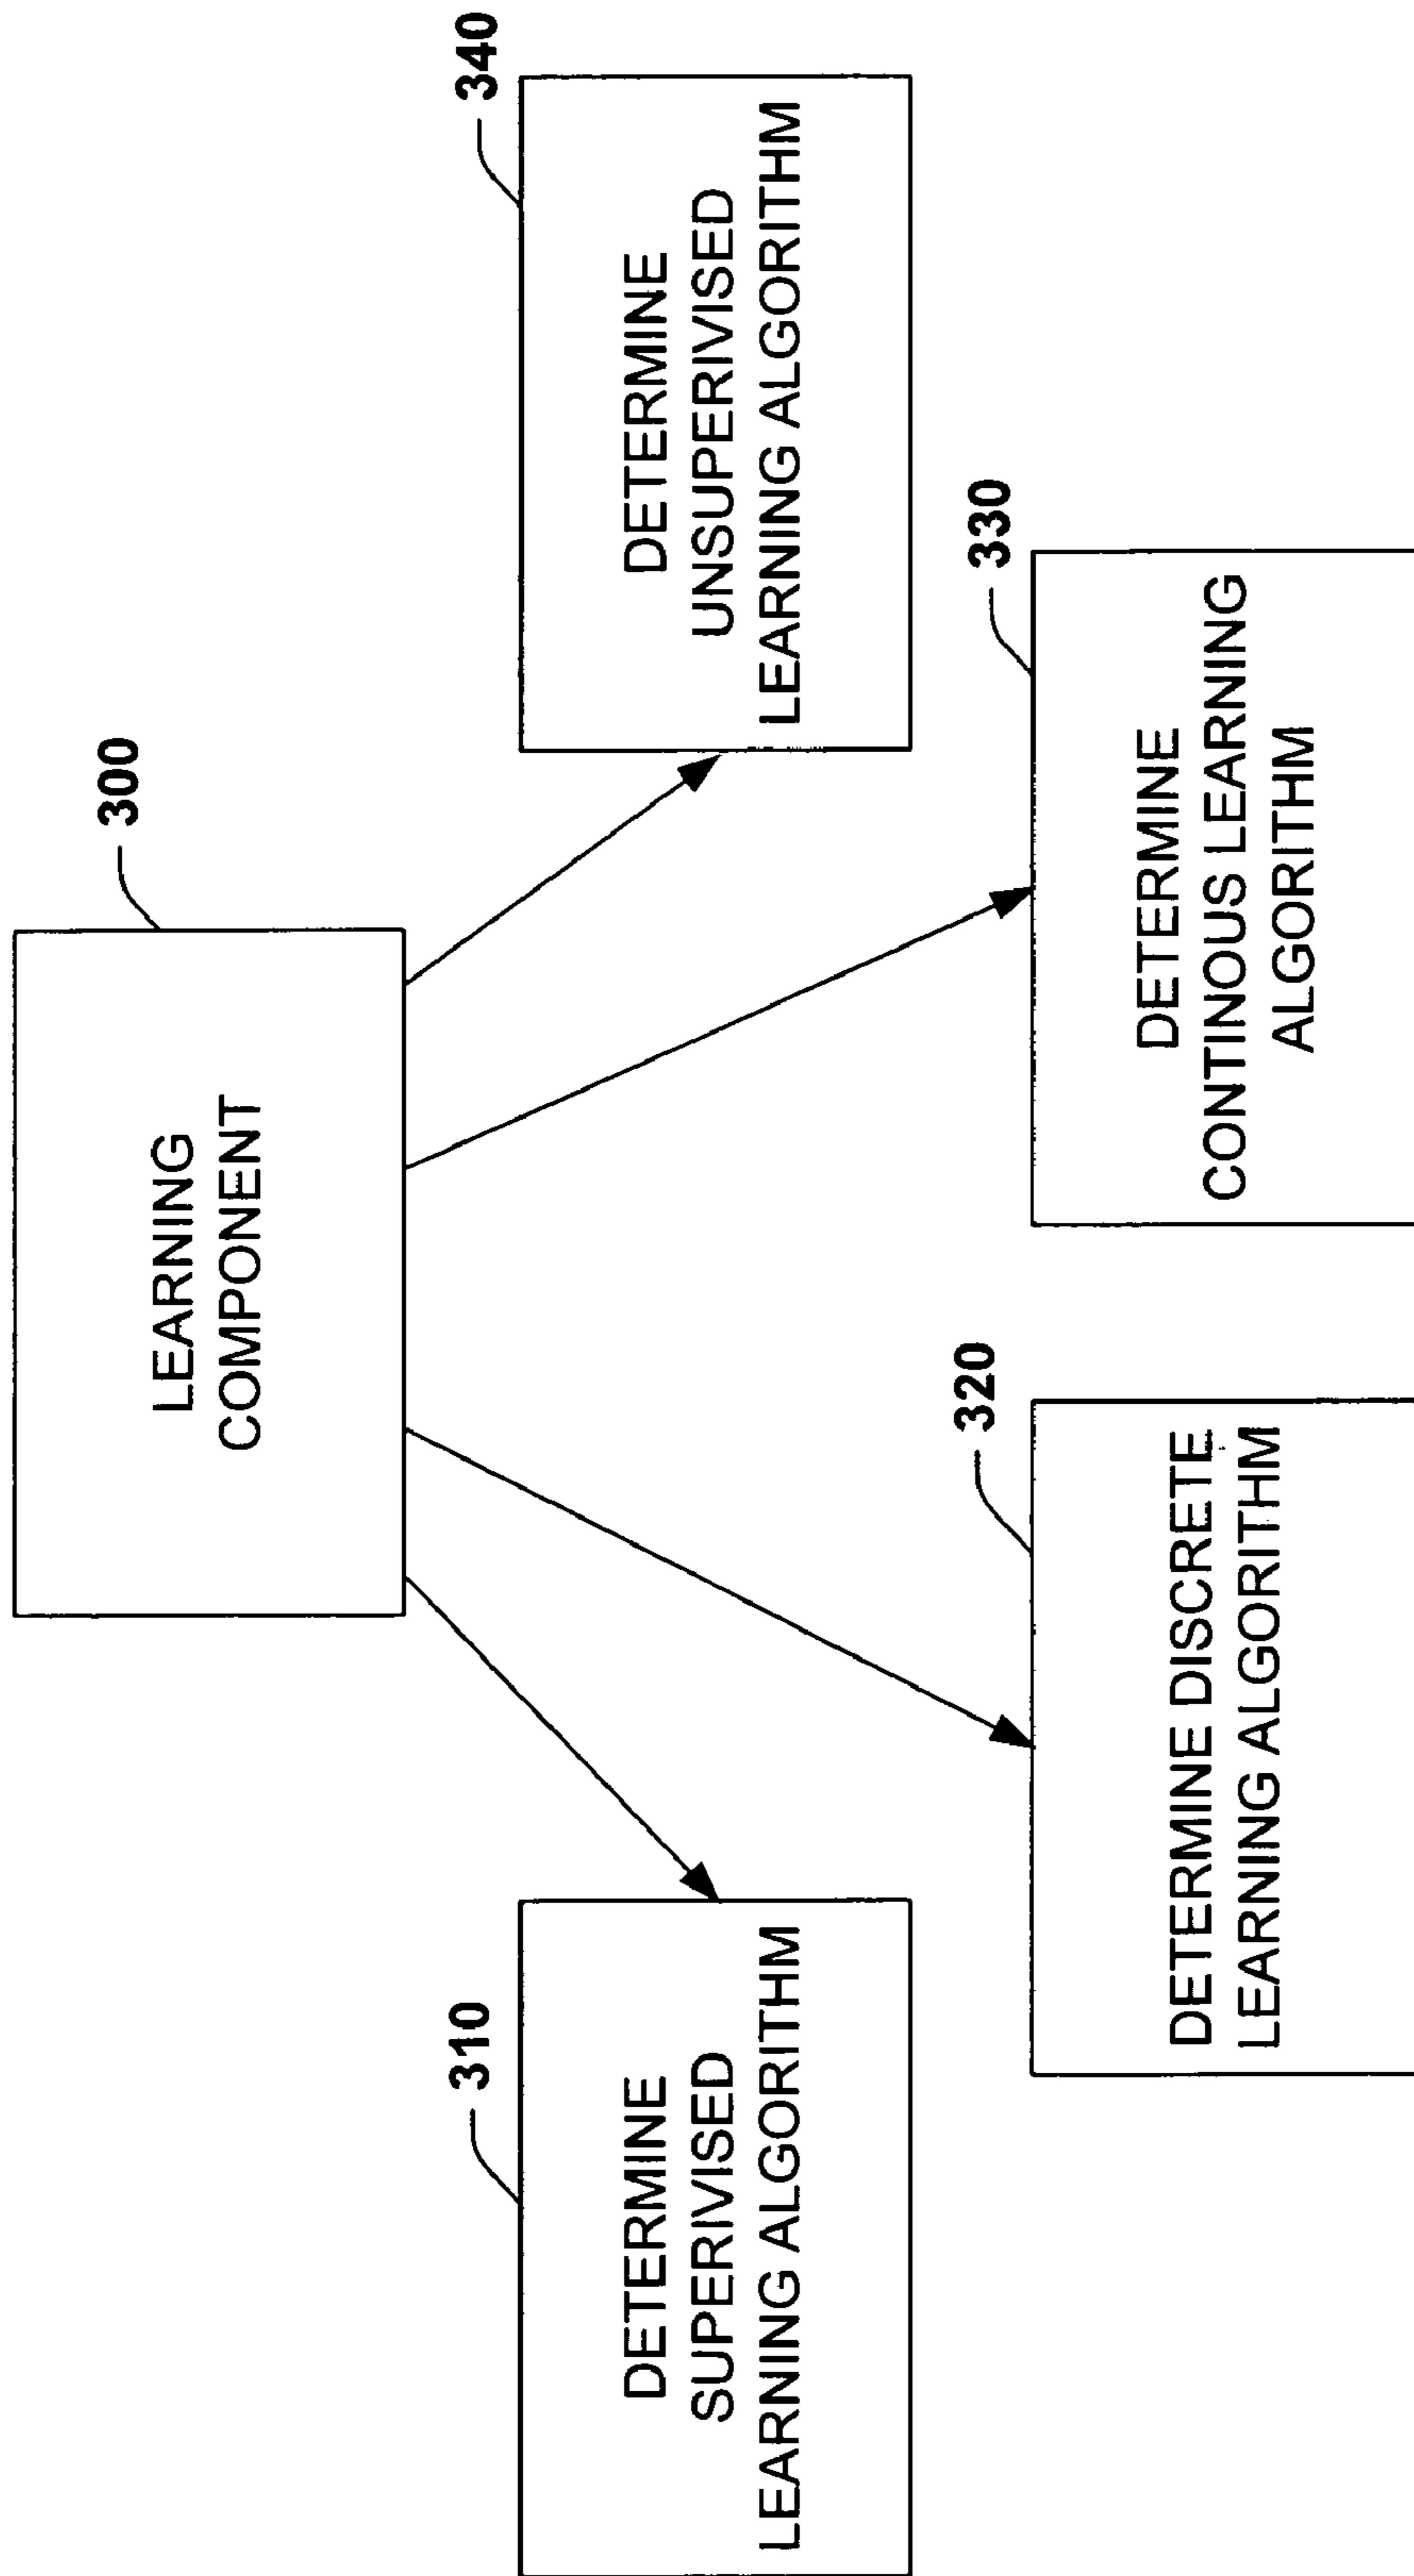 300
LEARNING
COMPONENT
310
DETERMINE
SUPERIVISED
LEARNING ALGORITHM
340
DETERMINE
UNSUPERIVISED
LEARNING ALGORITHM
320
DETERMINE DISCRETE
LEARNING ALGORITHM
330
DETERMINE
CONTINOUS LEARNING
ALGORITHM